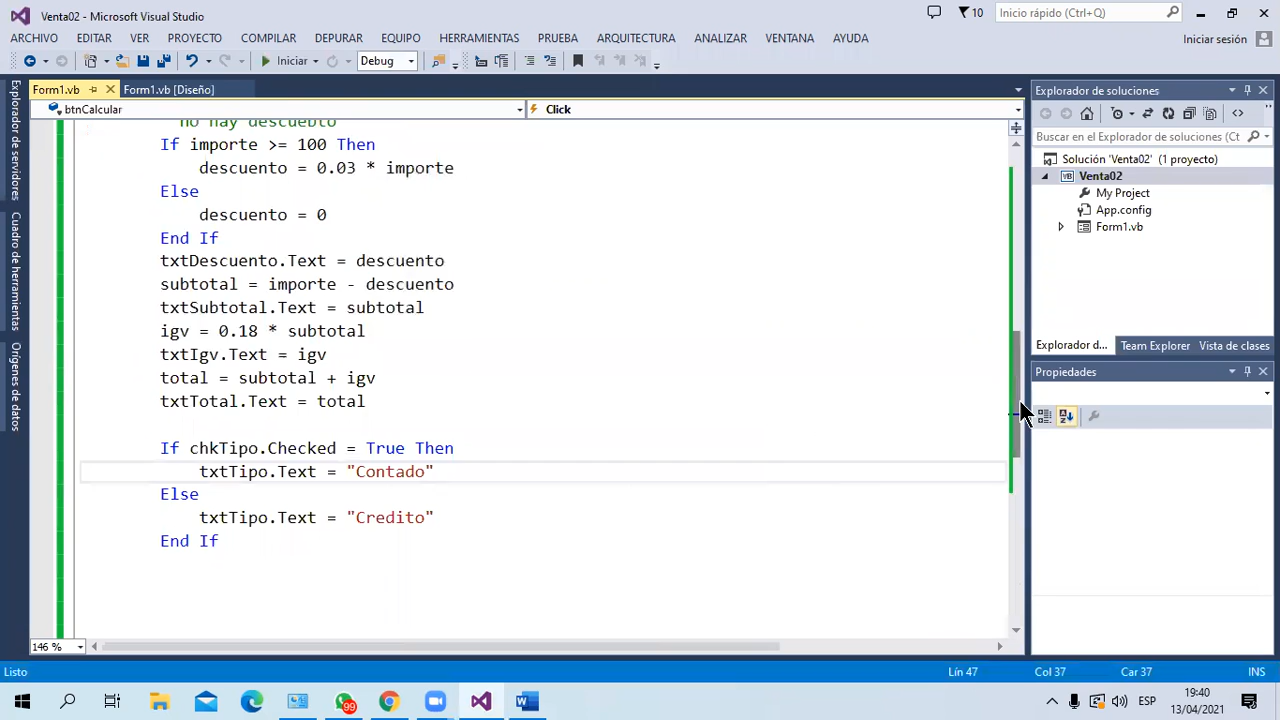 Venta02 - Microsoft Visual Studio
10
Inicio rápido (Ctrl+Q)
ARCHIVO EDITAR VER PROYECTO COMPILAR DEPURAR EQUIPO HERRAMIENTAS PRUEBA ARQUITECTURA ANALIZAR VENTANA AYUDA
Iniciar sesión
Iniciar
Debug
Form1.vb
Form1.vb [Diseño]
btnCalcular
Click
Explorador de servidores
Cuadro de herramientas
Orígenes de datos
no hay descuebto
If importe >= 100 Then
descuento = 0.03 * importe
Else
descuento = 0
End If
txtDescuento.Text = descuento
subtotal = importe - descuento
txtSubtotal.Text = subtotal
igv = 0.18 * subtotal
txtIgv.Text = igv
total = subtotal + igv
txtTotal.Text = total
If chkTipo.Checked = True Then
txtTipo.Text = "Contado"
Else
txtTipo.Text = "Credito"
End If
146 %
Explorador de soluciones
Buscar en el Explorador de soluciones (Ct
Solución 'Venta02' (1 proyecto)
VB Venta02
My Project
App.config
Form1.vb
Explorador d...
Team Explorer
Vista de clases
Propiedades
Listo
Lín 47
Col 37
Car 37
INS
99
ESP
19:40
13/04/2021